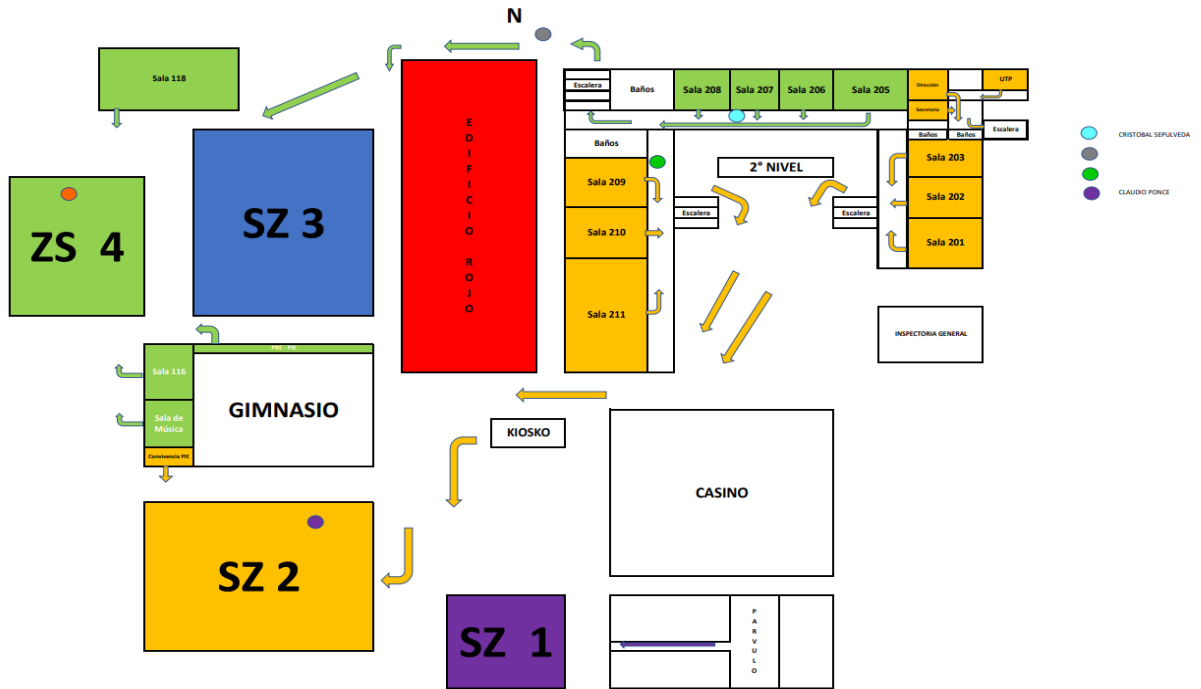 N
Sala 118
Escalera
Baños
Sala 208
Sala 207
Sala 206
Sala 205
Dirección
UTP
Secretaria
Escalera
Baños
Baños
CRISTOBAL SEPULVEDA
CLAUDIO PONCE
Baños
2° NIVEL
Sala 203
Sala 209
Sala 202
Escalera
Escalera
Sala 210
Sala 201
Sala 211
INSPECTORIA GENERAL
EDIFICIO ROJO
SZ 3
ZS 4
Sala 116
GIMNASIO
Sala de
Música
Convivencia PIE
KIOSKO
CASINO
SZ 2
SZ 1
PARVULO